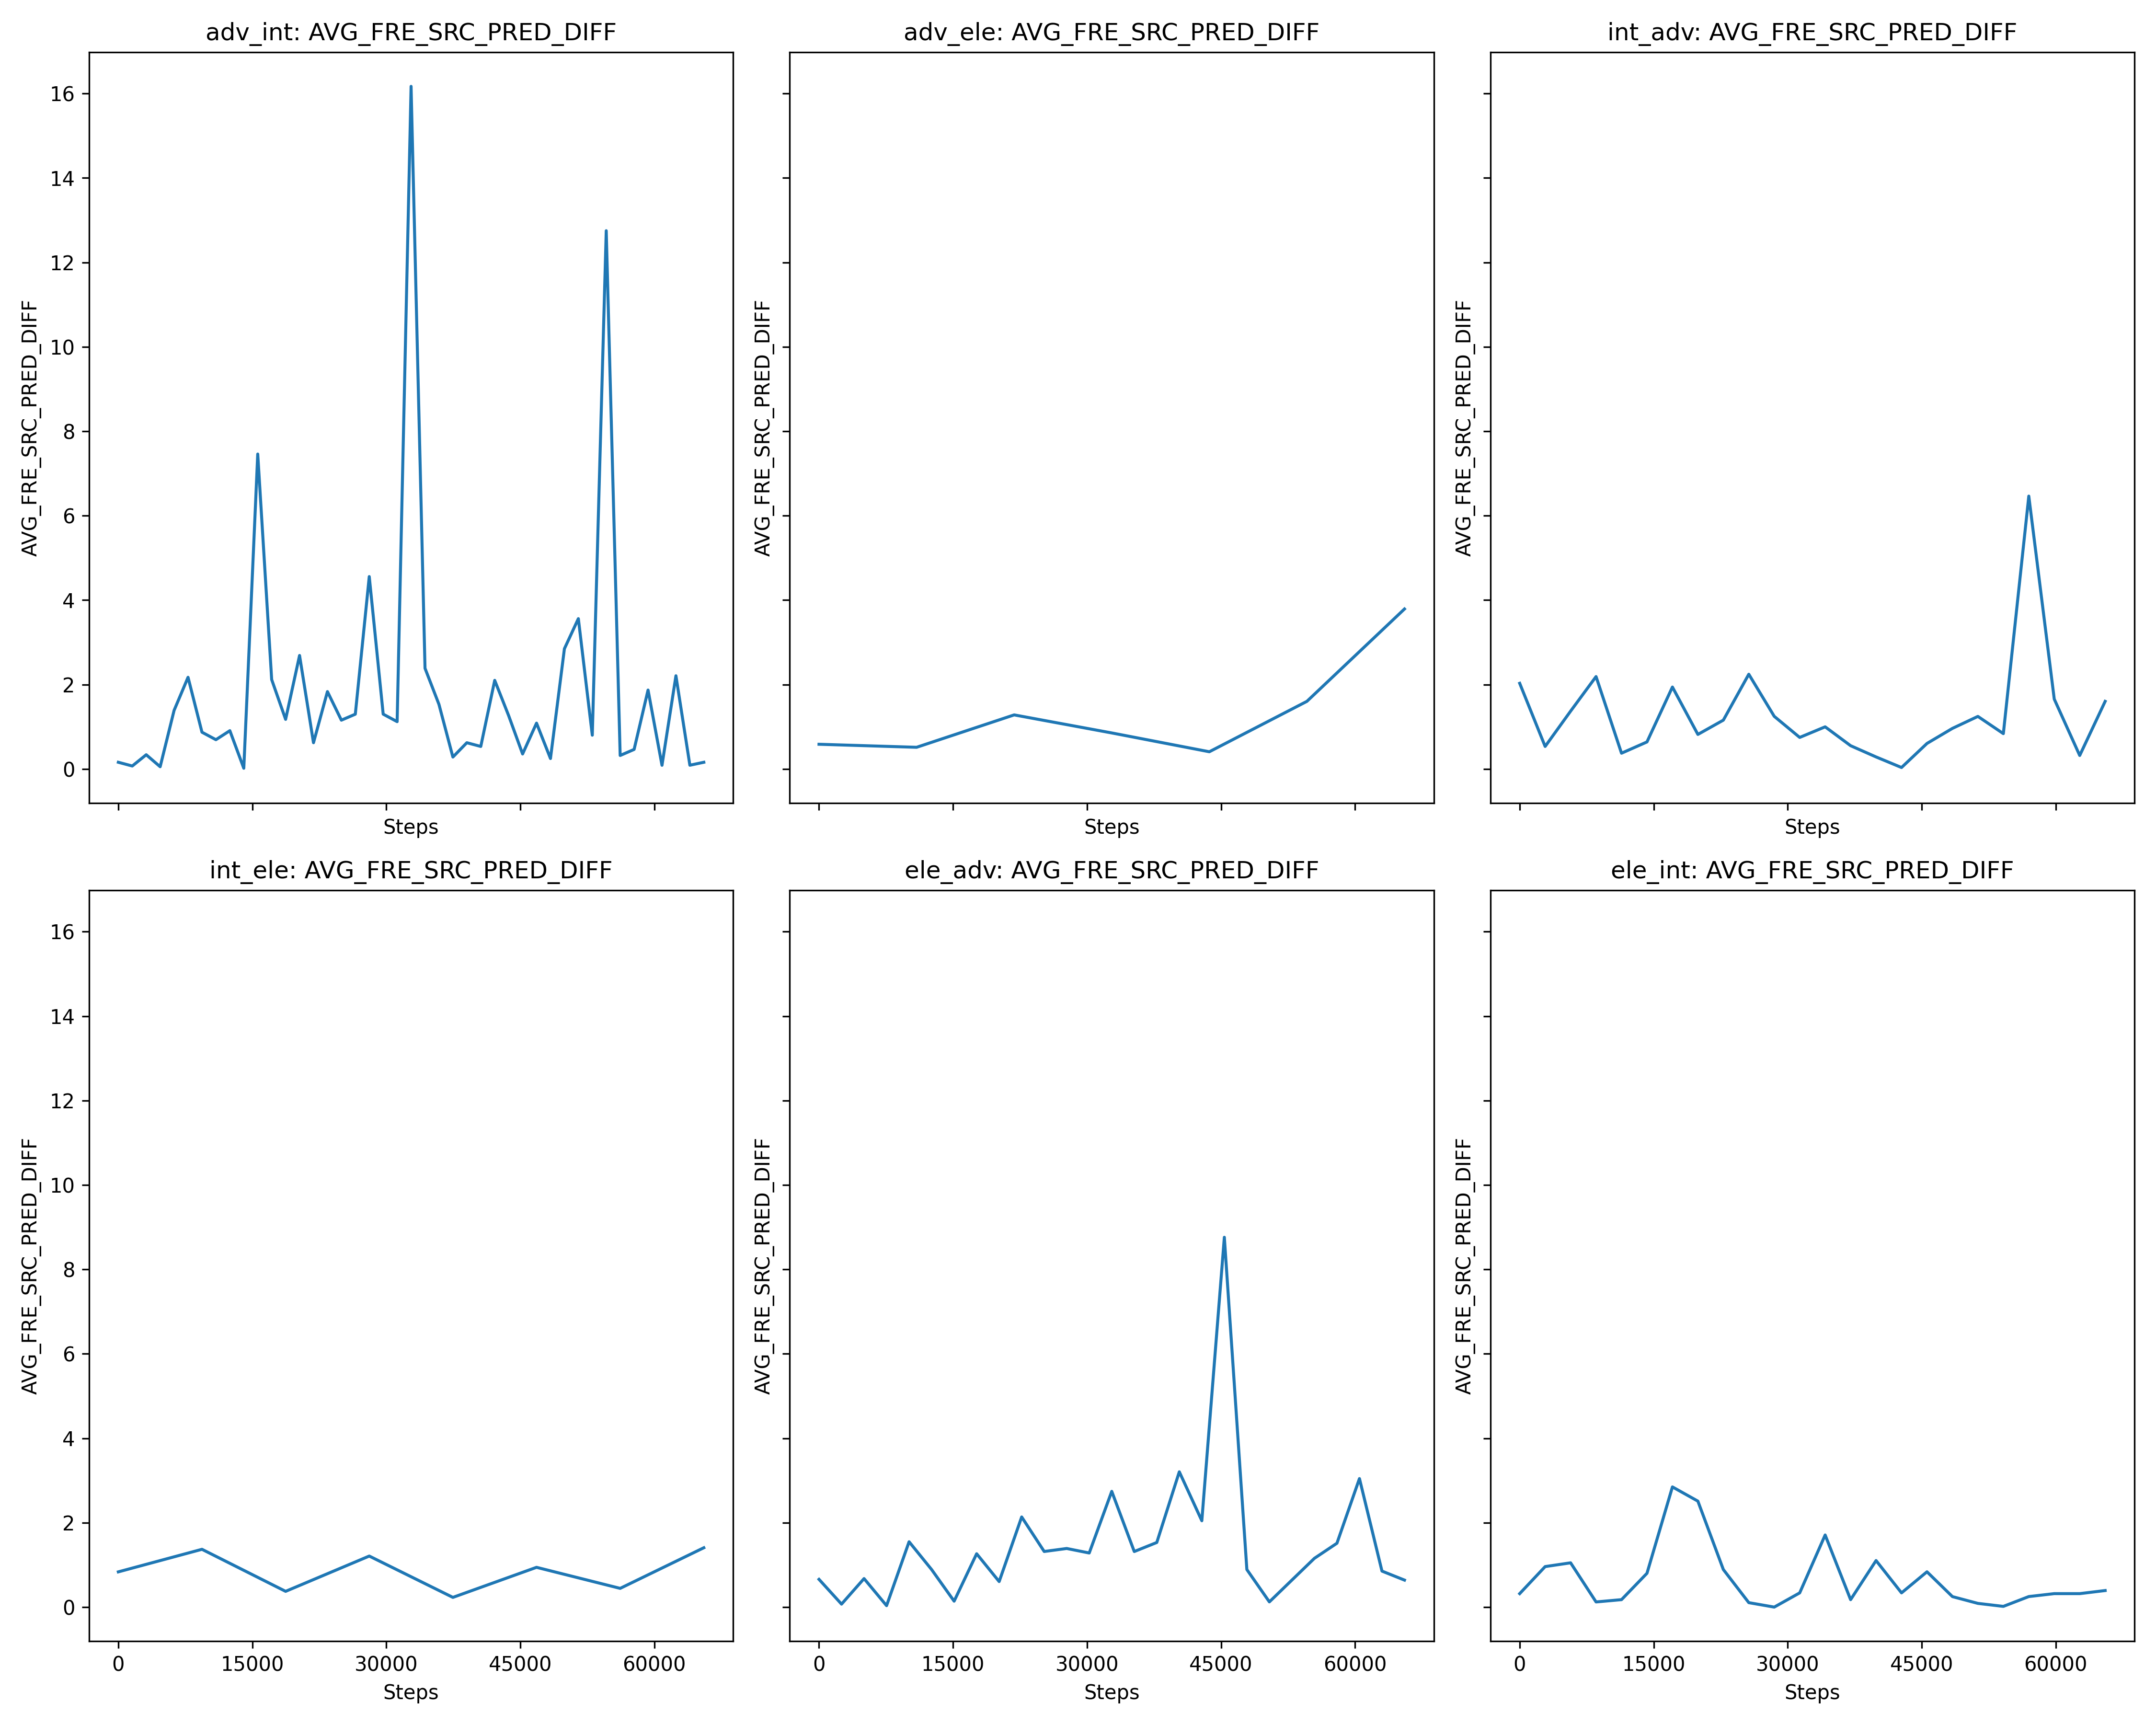 adv_int: AVG_FRE_SRC_PRED_DIFF
adv_ele: AVG_FRE_SRC_PRED_DIFF
int_adv: AVG_FRE_SRC_PRED_DIFF
16
14
12
10
8
6
4
2
0
AVG_FRE_SRC_PRED_DIFF
AVG_FRE_SRC_PRED_DIFF
AVG_FRE_SRC_PRED_DIFF
Steps
Steps
Steps
int_ele: AVG_FRE_SRC_PRED_DIFF
ele_adv: AVG_FRE_SRC_PRED_DIFF
ele_int: AVG_FRE_SRC_PRED_DIFF
16
14
12
10
8
6
4
2
0
AVG_FRE_SRC_PRED_DIFF
AVG_FRE_SRC_PRED_DIFF
AVG_FRE_SRC_PRED_DIFF
0 15000 30000 45000 60000
0 15000 30000 45000 60000
0 15000 30000 45000 60000
Steps
Steps
Steps